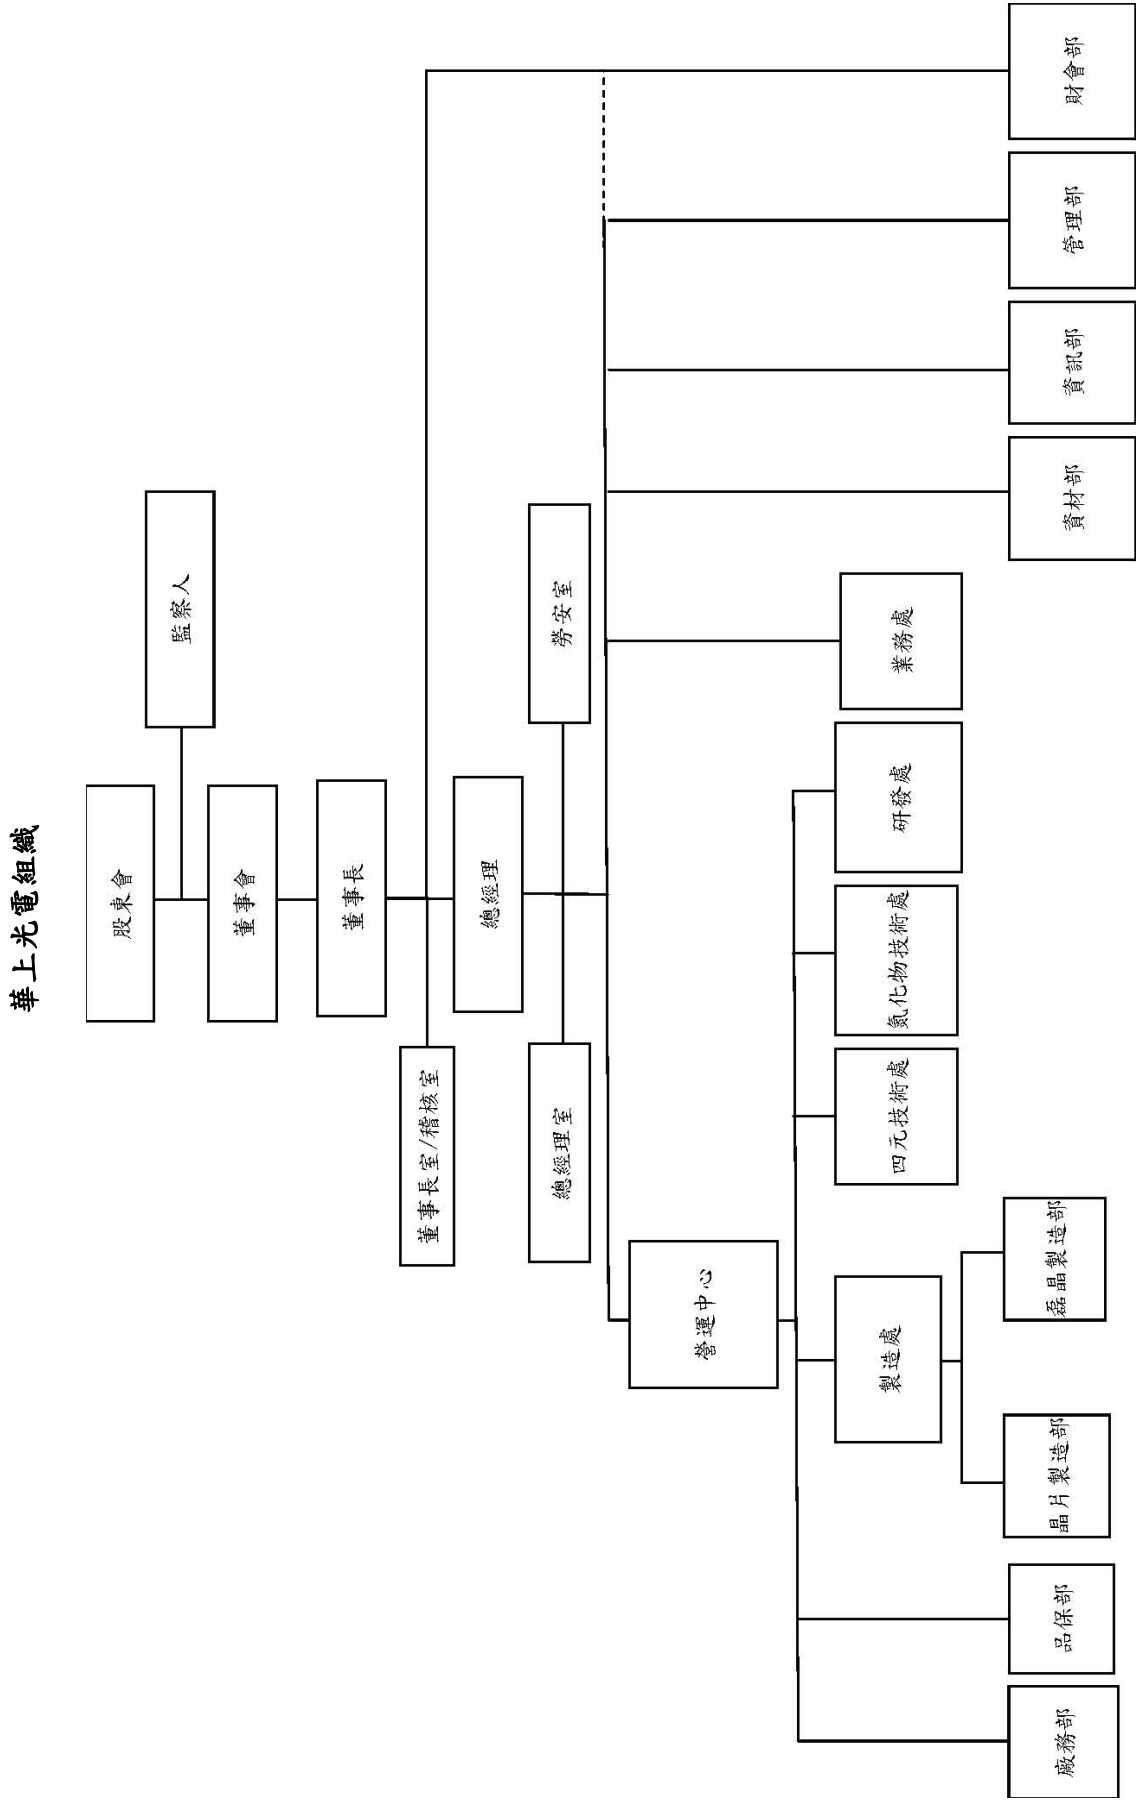 華上光電組織
股東會
監察人
董事會
董事長
董事長室/稽核室
總經理
總經理室
勞安室
營運中心
業務處
製造處
四元技術處
氮化物技術處
研發處
廠務部
品保部
晶片製造部
磊晶製造部
資材部
資訊部
管理部
財會部